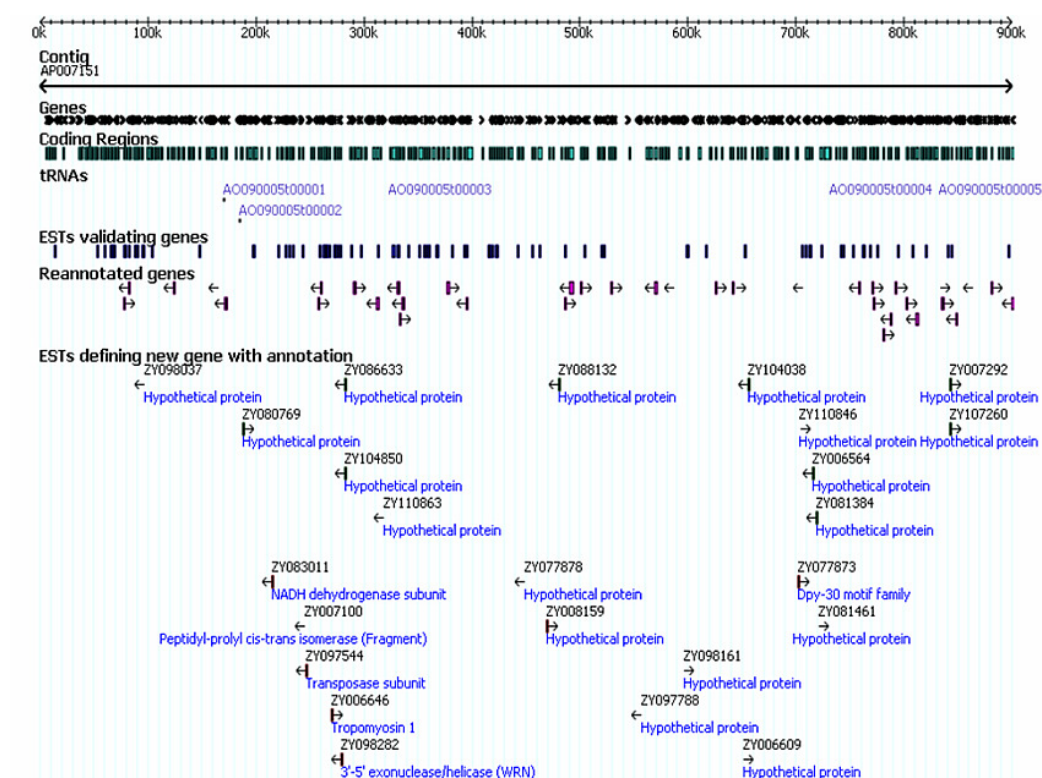 0k 100k 200k 300k 400k 500k 600k 700k 800k 900k
Contig
AP007151
Genes
Coding Regions
tRNAs
AO090005t00001 AO090005t00003 AO090005t00004 AO090005t00005
AO090005t00002
ESTs validating genes
Reannotated genes
ESTs defining new gene with annotation
ZY098037 ZY086633 ZY088132 ZY104038 ZY007292
Hypothetical protein Hypothetical protein Hypothetical protein Hypothetical protein Hypothetical protein
ZY080769 ZY110846 ZY107260
Hypothetical protein Hypothetical protein Hypothetical protein
ZY104850 ZY006564
Hypothetical protein Hypothetical protein
ZY110863 ZY081384
Hypothetical protein Hypothetical protein
ZY083011 ZY077878 ZY077873
NADH dehydrogenase subunit Hypothetical protein Dpy-30 motif family
ZY007100 ZY008159 ZY081461
Peptidyl-prolyl cis-trans isomerase (Fragment) Hypothetical protein Hypothetical protein
ZY097544 ZY098161
Transposase subunit Hypothetical protein
ZY006646 ZY097788
Tropomyosin 1 Hypothetical protein
ZY098282 ZY006609
3'-5' exonuclease/helicase (WRN) Hypothetical protein